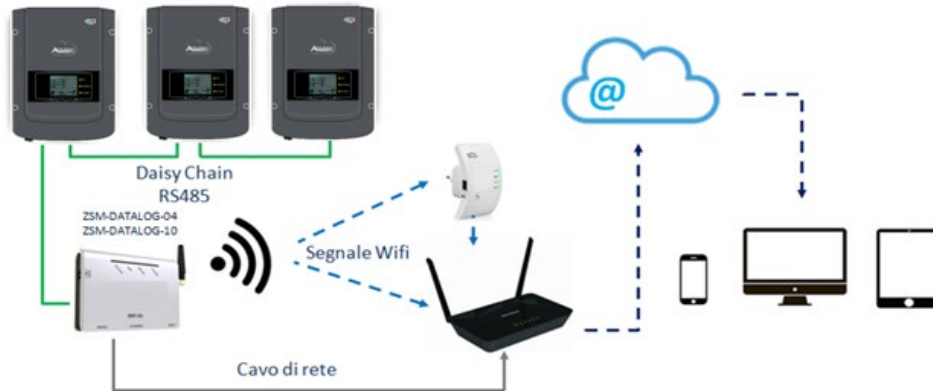 Daisy Chain
RS485
ZSM-DATALOG-04
ZSM-DATALOG-10
Segnale Wifi
@
Cavo di rete